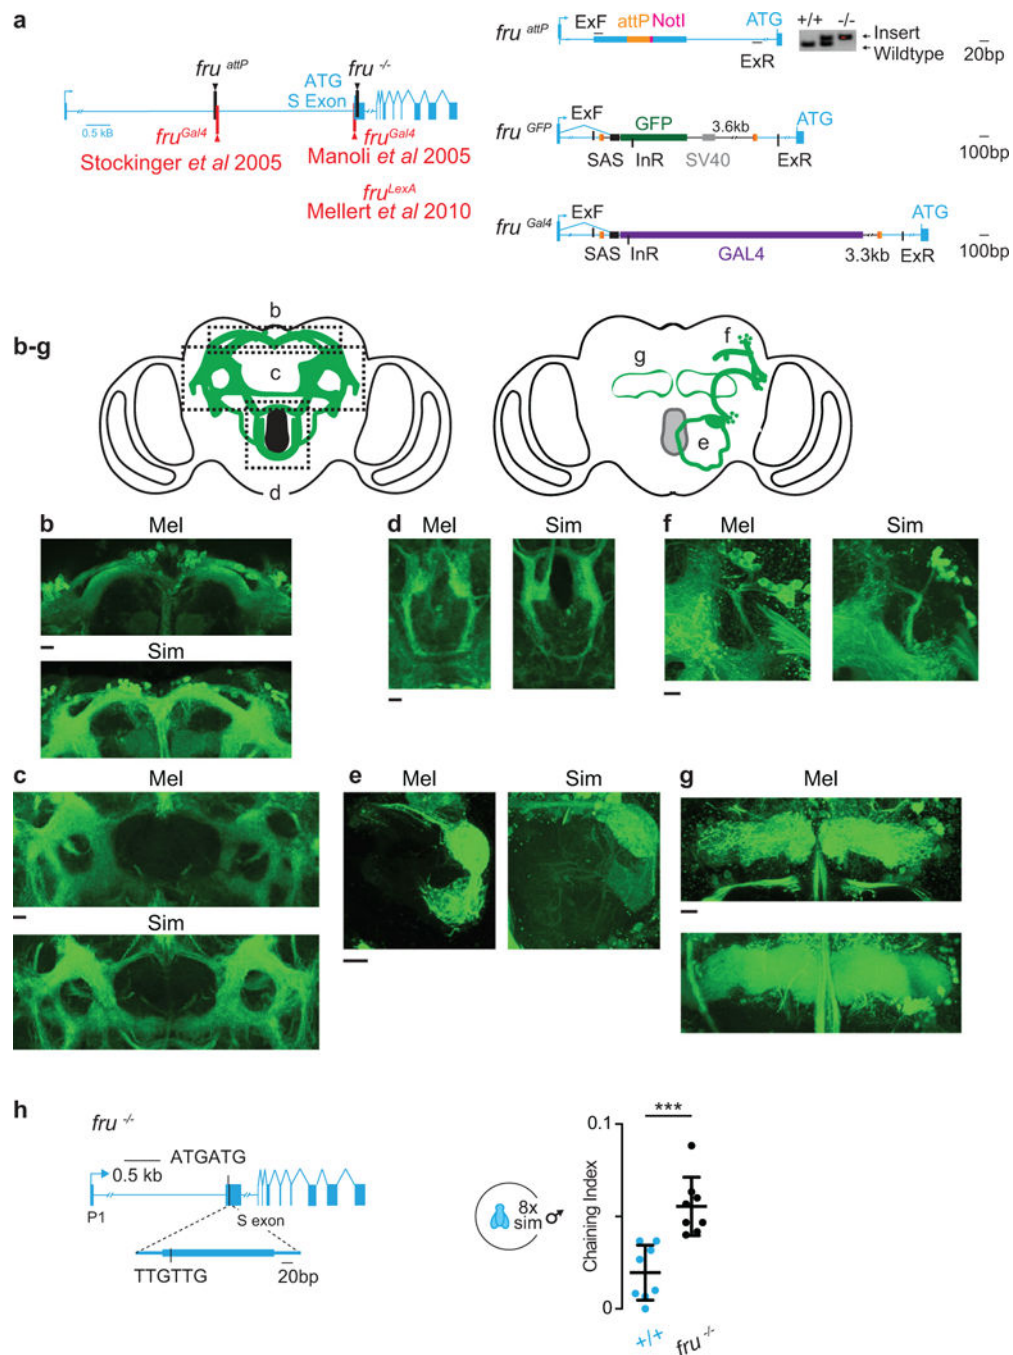 a
fru attP
fru -/-
ATG
S Exon
0.5 kB
fruGal4
Stockinger et al 2005
fruGal4
Manoli et al 2005
fruLexA
Mellert et al 2010
fru attP
ExF
attP
NotI
ATG
ExR
+/+
-/-
Insert
Wildtype
20bp
fru GFP
ExF
GFP
3.6kb
ATG
SAS
InR
SV40
ExR
100bp
fru Gal4
ExF
ATG
SAS
InR
GAL4
3.3kb
ExR
100bp
b-g
b
c
d
f
g
e
b
Mel
Sim
d
Mel
Sim
f
Mel
Sim
c
Mel
Sim
e
Mel
Sim
g
Mel
h
fru -/-
ATGATG
0.5 kb
P1
S exon
TTGTTG
20bp
8x
sim ♂
Chaining Index
0.1
0
***
+/+
fru -/-